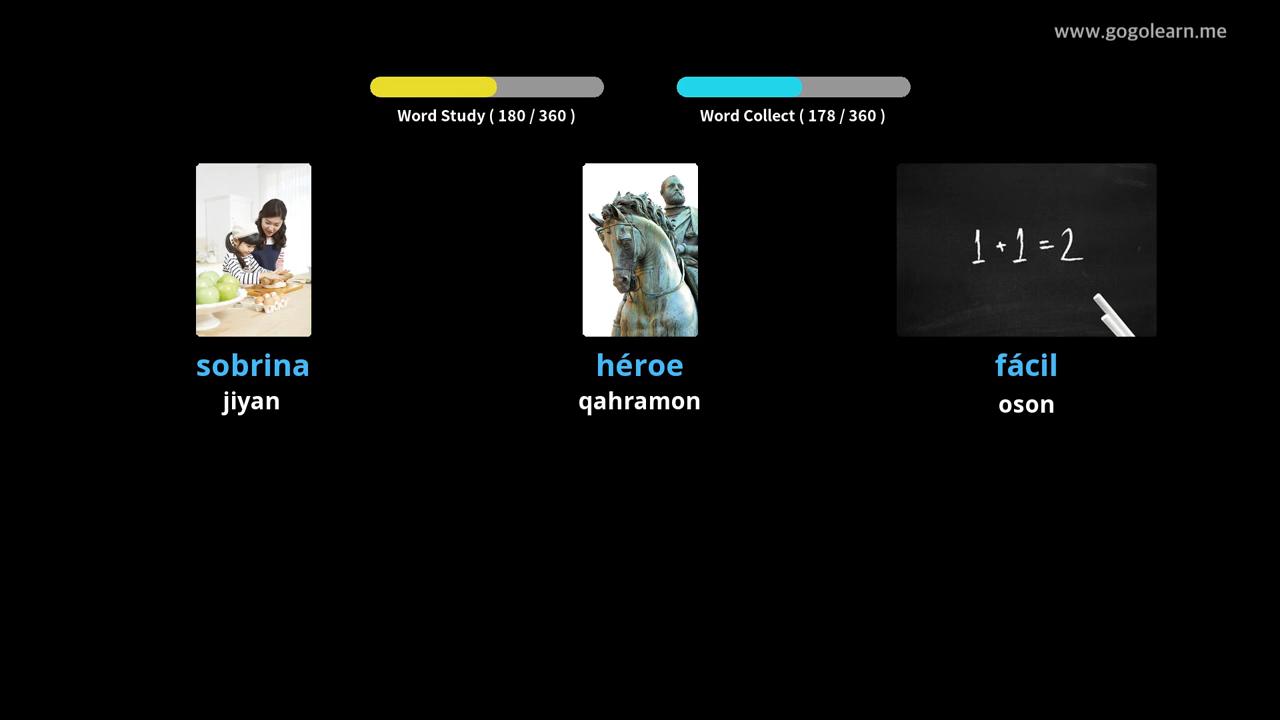 www.gogolearn.me
Word Study ( 180 / 360 )
Word Collect ( 178 / 360 )
1 + 1 = 2
sobrina
jiyan
héroe
qahramon
fácil
oson